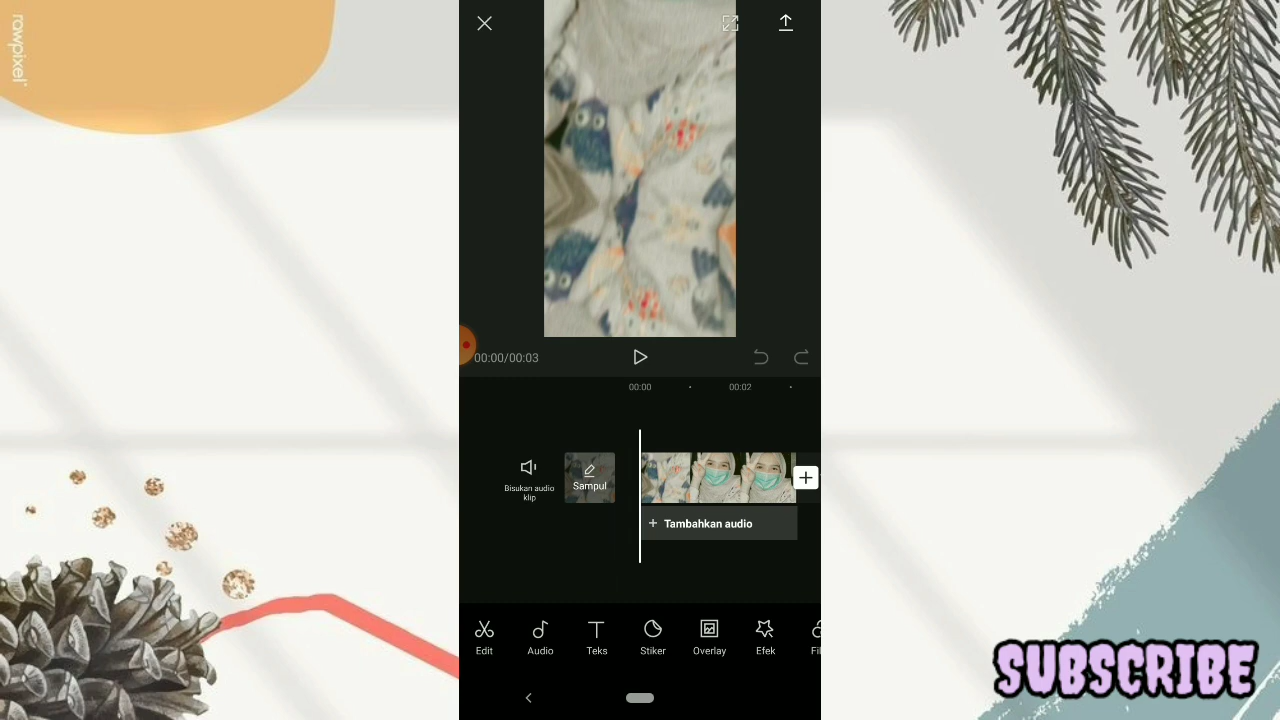 rawpixel
00:00/00:03
00:00
00:02
Bisukan audio
klip
Sampul
Tambahkan audio
Edit
Audio
Teks
Stiker
Overlay
Efek
Fil
SUBSCRIBE